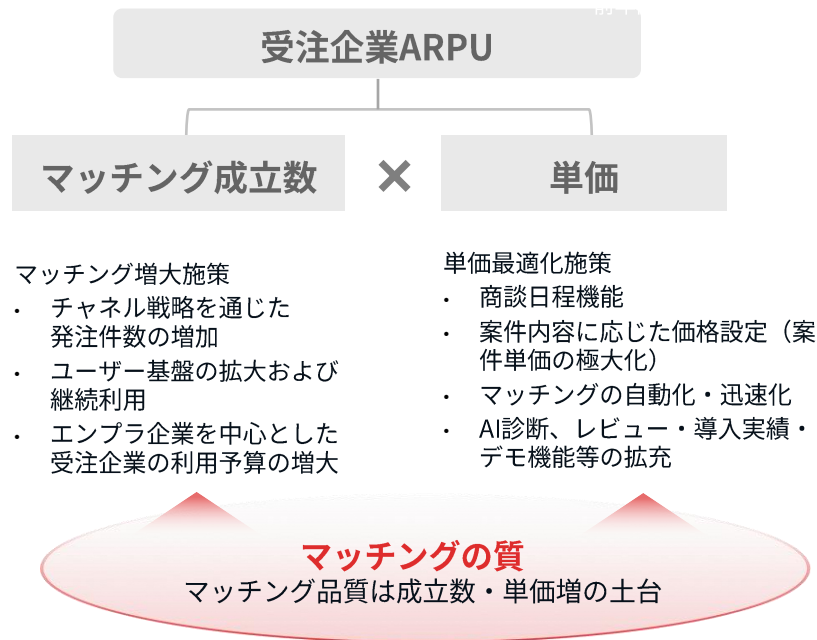 受注企業ARPU
マッチング成立数
×
単価
マッチング増大施策
• チャネル戦略を通じた
発注件数の増加
• ユーザー基盤の拡大および
継続利用
• エンプラ企業を中心とした
受注企業の利用予算の増大
単価最適化施策
• 商談日程機能
• 案件内容に応じた価格設定（案
件単価の極大化）
• マッチングの自動化・迅速化
• AI診断、レビュー・導入実績・
デモ機能等の拡充
マッチングの質
マッチング品質は成立数・単価増の土台